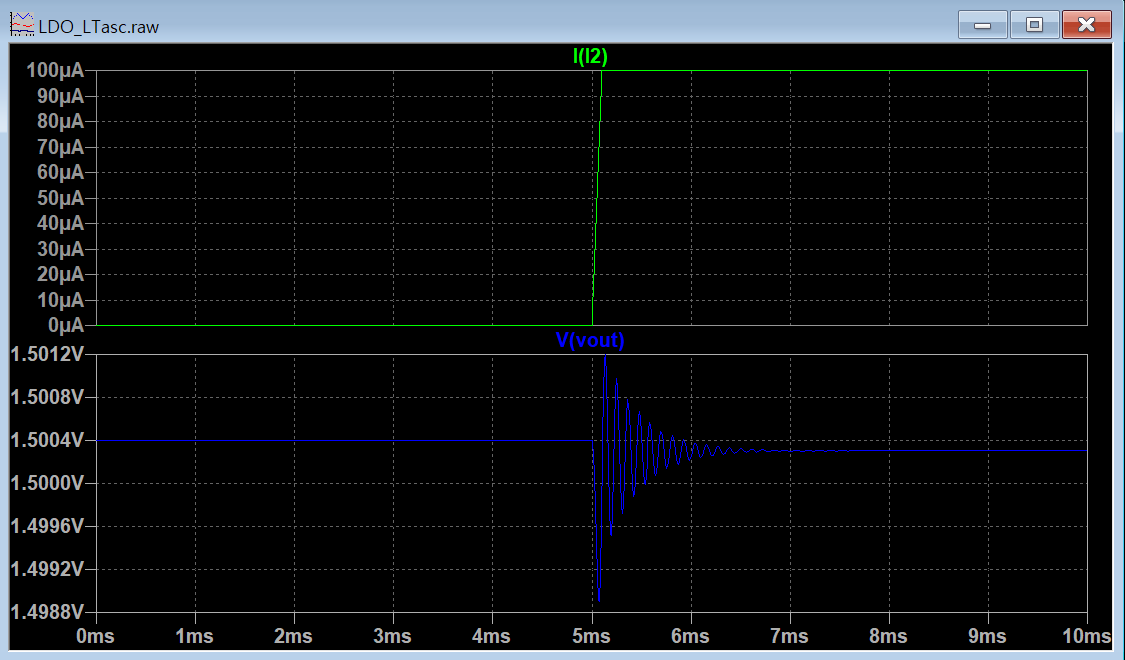 LDO_LTasc.raw
I(I2)
100µA
90µA
80µA
70µA
60µA
50µA
40µA
30µA
20µA
10µA
0µA
V(vout)
1.5012V
1.5008V
1.5004V
1.5000V
1.4996V
1.4992V
1.4988V
0ms 1ms 2ms 3ms 4ms 5ms 6ms 7ms 8ms 9ms 10ms